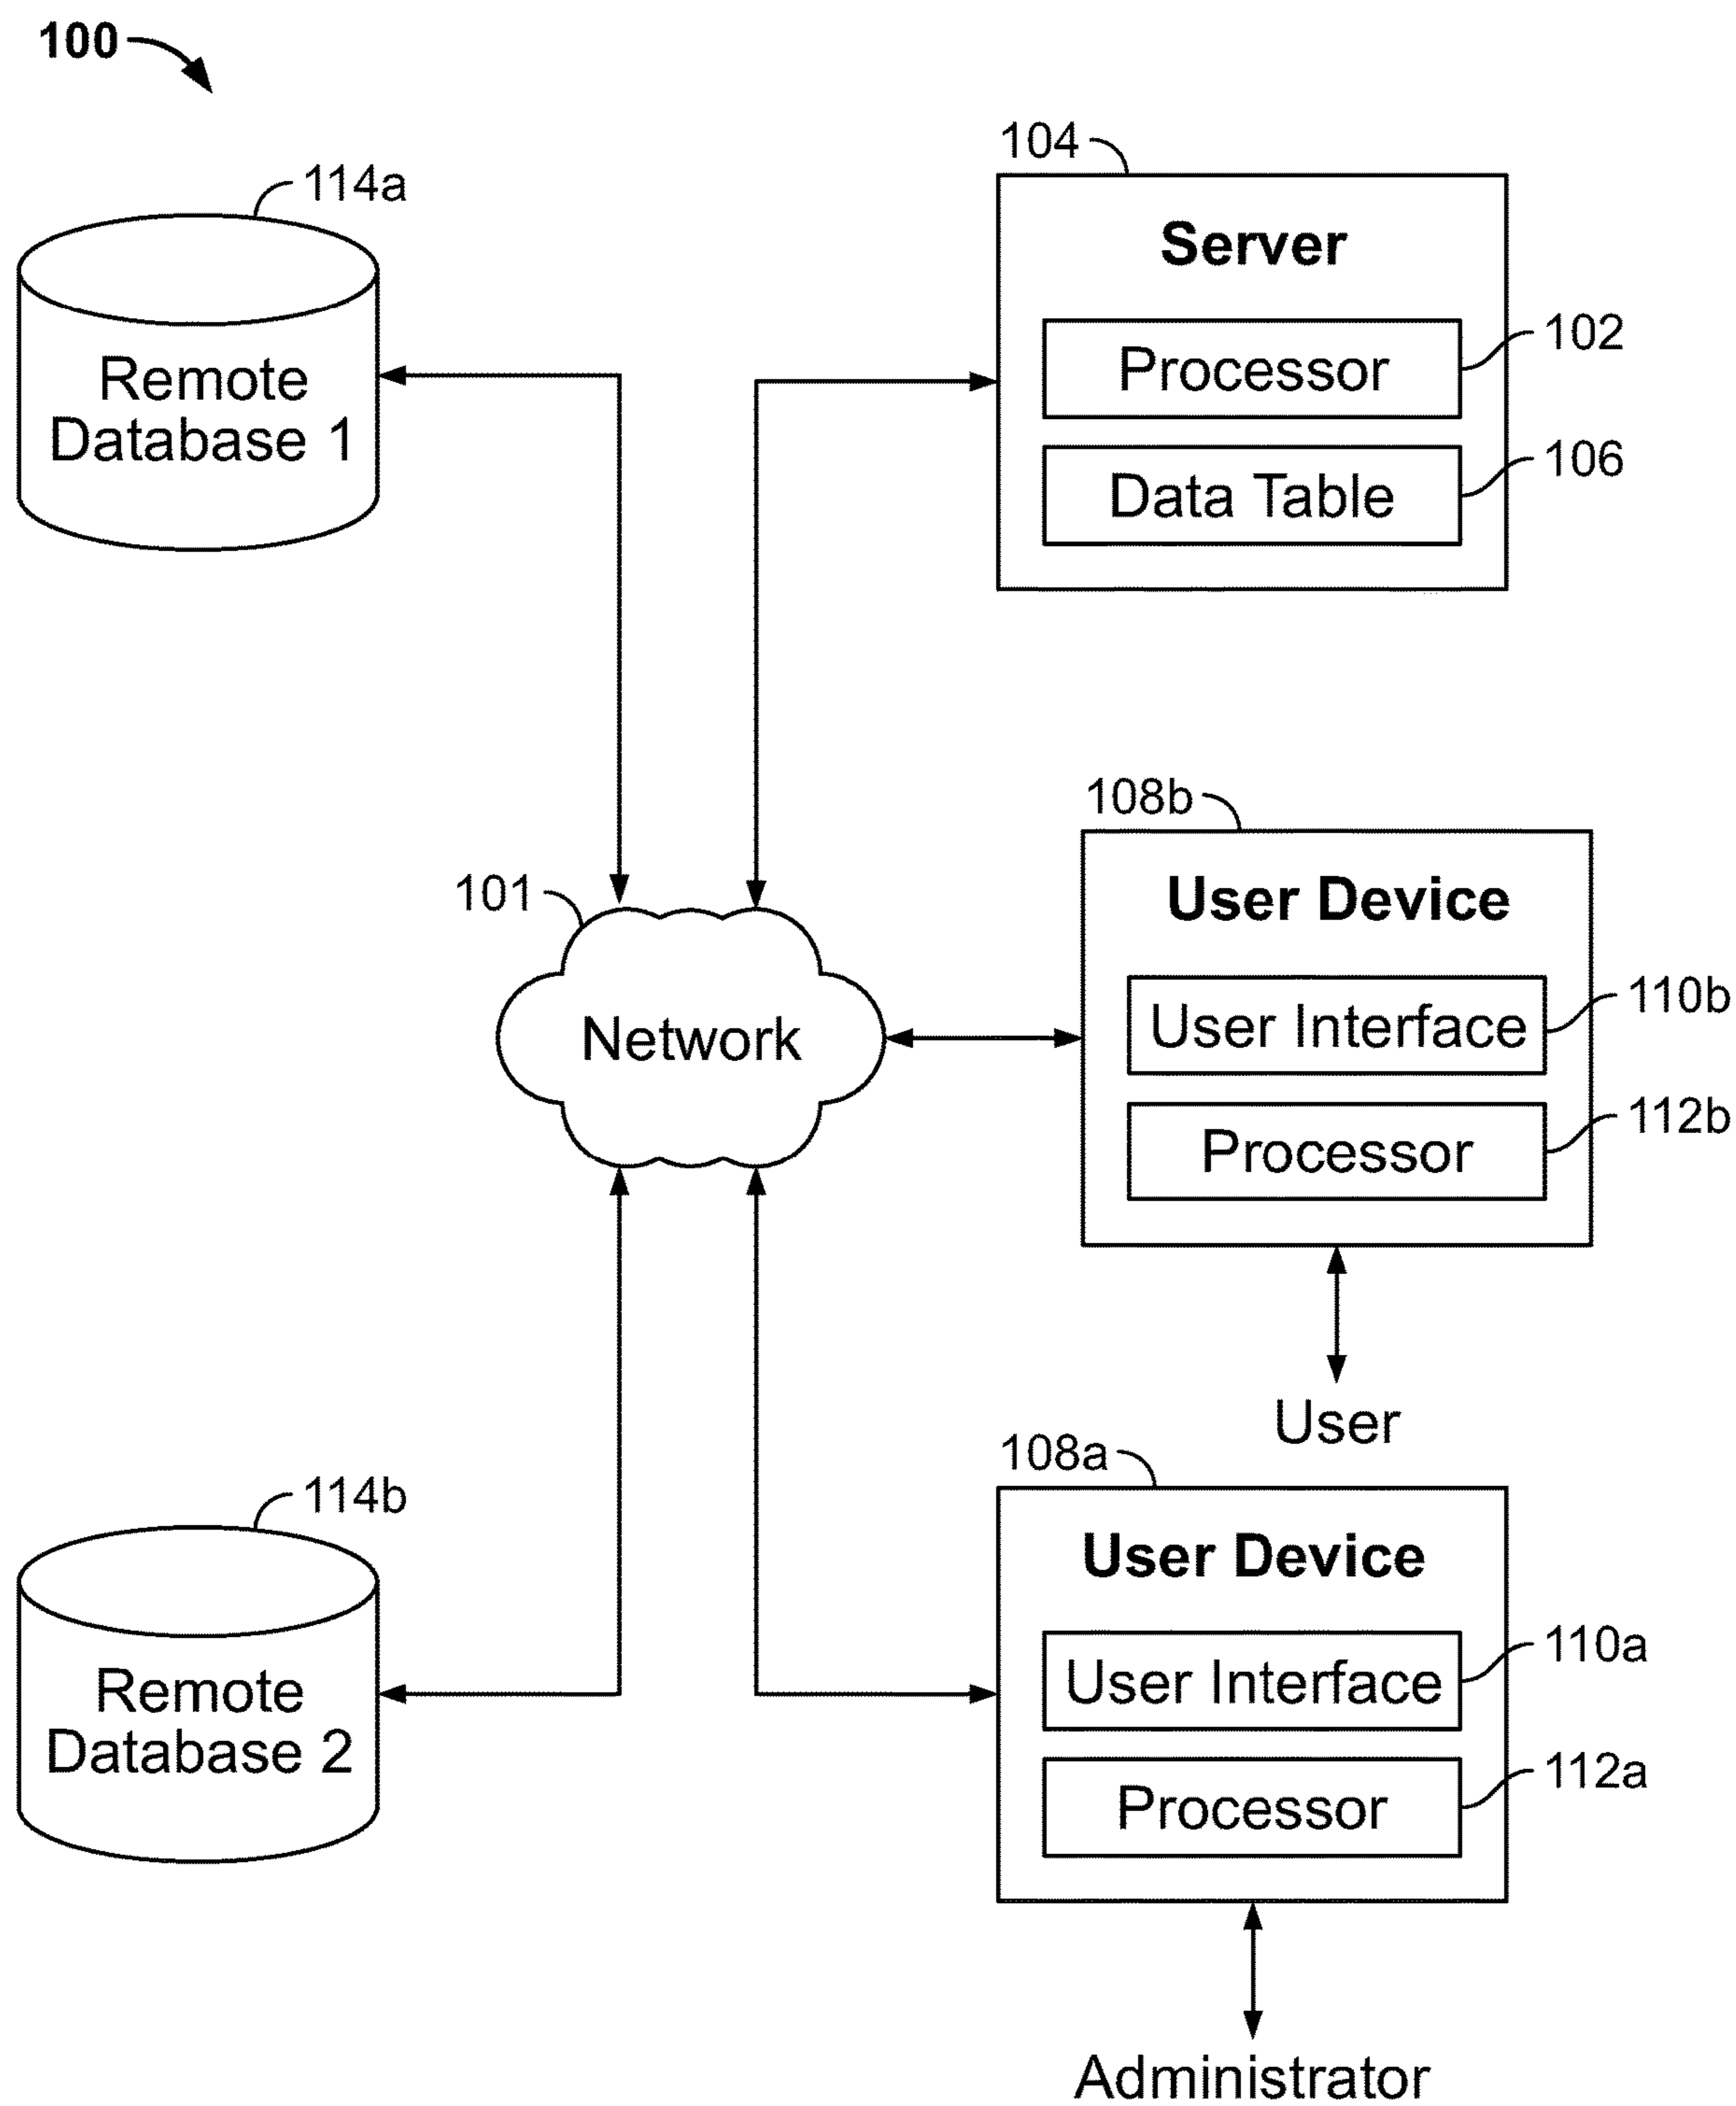 100
114a
Remote
Database 1
104
Server
Processor
102
Data Table
106
101
Network
108b
User Device
User Interface
110b
Processor
112b
User
114b
Remote
Database 2
108a
User Device
User Interface
110a
Processor
112a
Administrator